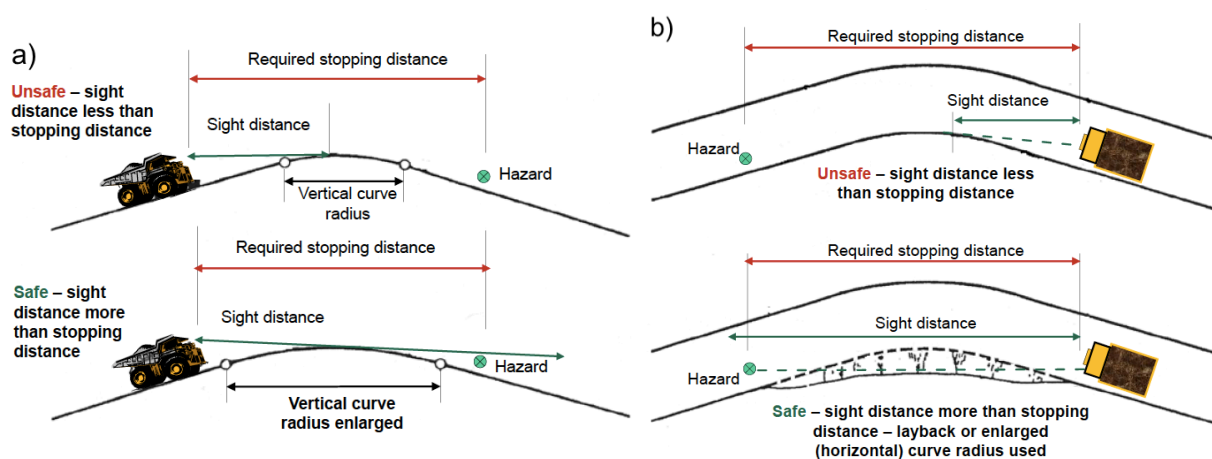 a)
Required stopping distance
Unsafe – sight
distance less than
stopping distance
Sight distance
Hazard
Vertical curve
radius
Required stopping distance
Safe – sight
distance more
than stopping
distance
Sight distance
Hazard
Vertical curve
radius enlarged
b)
Required stopping distance
Sight distance
Hazard
Unsafe – sight distance less
than stopping distance
Required stopping distance
Sight distance
Hazard
Safe – sight distance more than stopping
distance – layback or enlarged
(horizontal) curve radius used